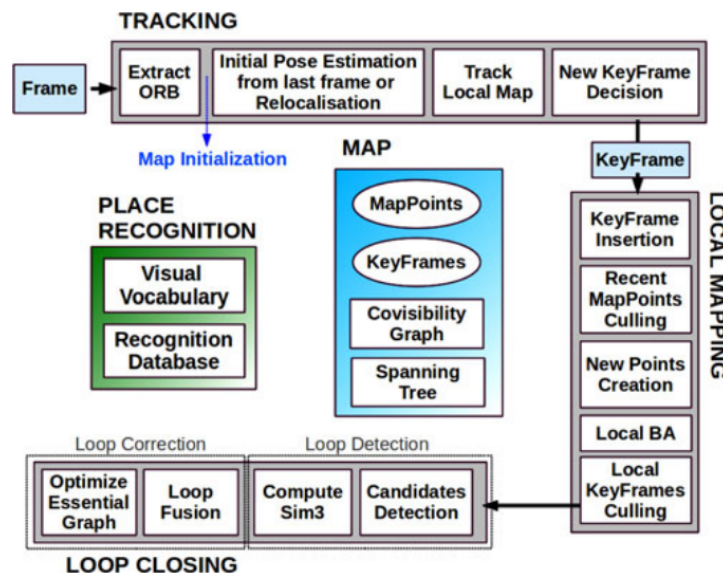 TRACKING
Frame
Extract
ORB
Initial Pose Estimation
from last frame or
Relocalisation
Track
Local Map
New KeyFrame
Decision
Map Initialization
MAP
KeyFrame
MapPoints
KeyFrames
Covisibility
Graph
Spanning
Tree
PLACE
RECOGNITION
Visual
Vocabulary
Recognition
Database
LOCAL MAPPING
KeyFrame
Insertion
Recent
MapPoints
Culling
New Points
Creation
Local BA
Local
KeyFrames
Culling
Loop Correction
Loop Detection
Optimize
Essential
Graph
Loop
Fusion
Compute
Sim3
Candidates
Detection
LOOP CLOSING